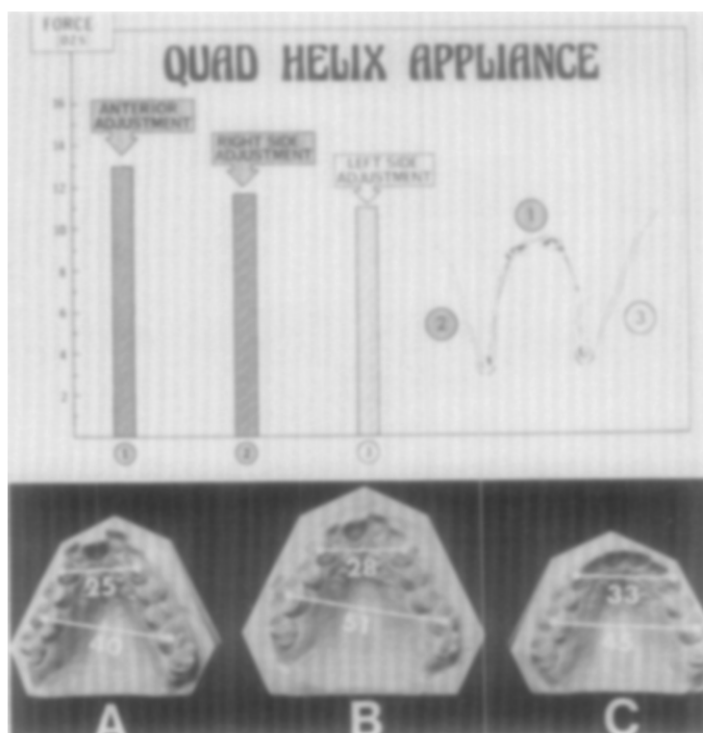 FORCE
OZS
QUAD HELIX APPLIANCE
16
ANTERIOR
ADJUSTMENT
14
RIGHT SIDE
ADJUSTMENT
LEFT SIDE
ADJUSTMENT
12
10
8
6
4
2
1
2
3
1
2
3
25
40
28
51
33
45
A
B
C